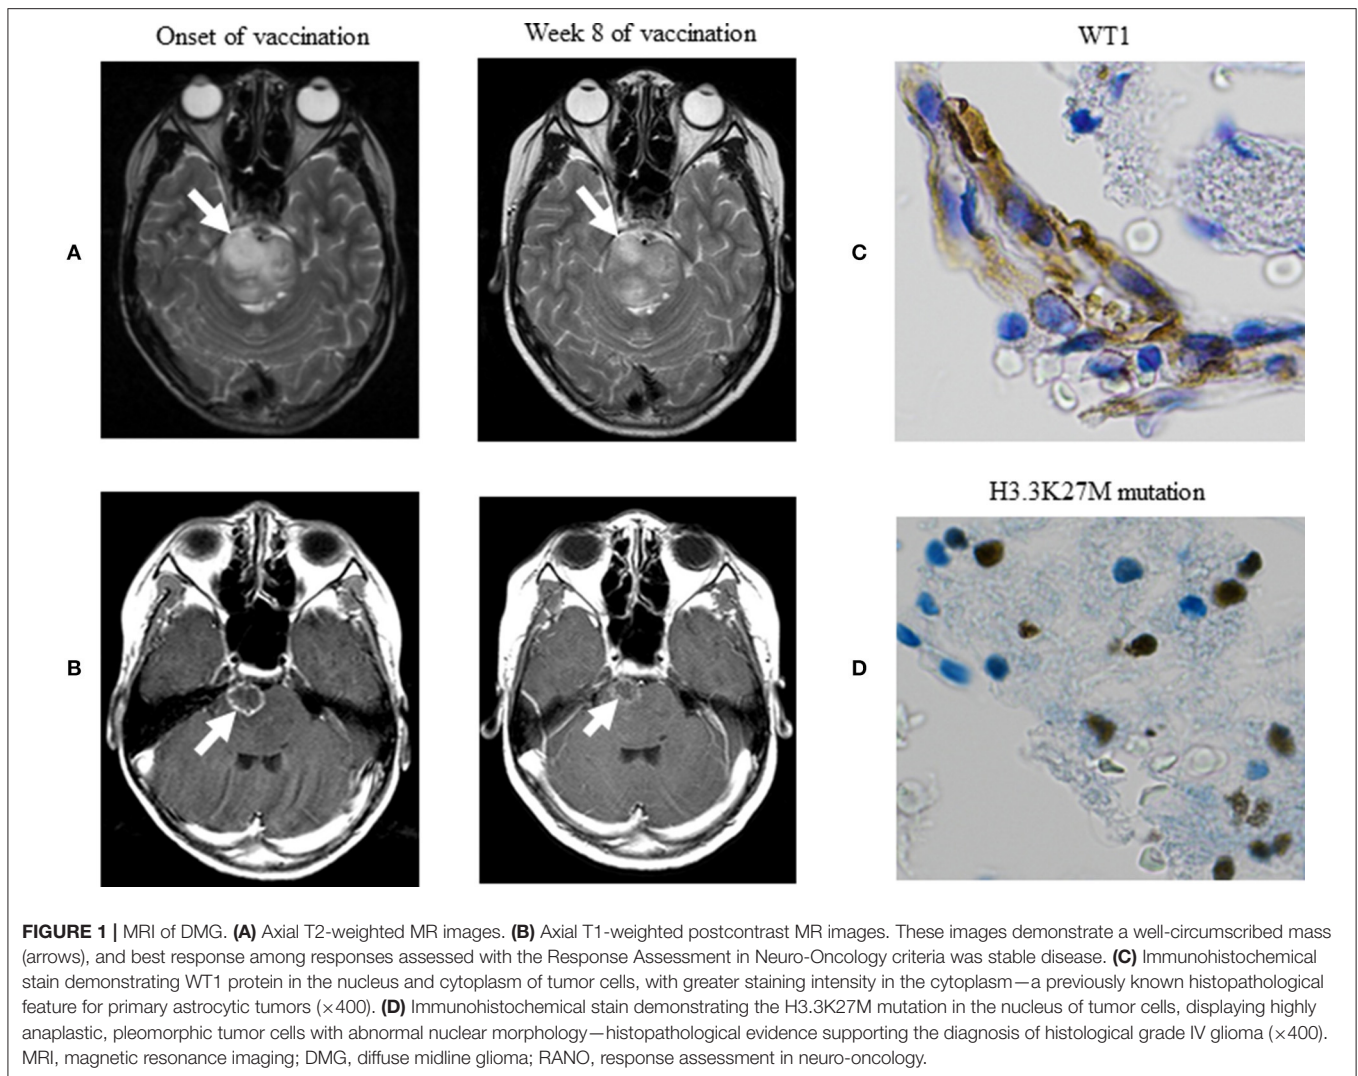 Onset of vaccination
Week 8 of vaccination
WT1
A
C
H3.3K27M mutation
B
D
FIGURE 1 | MRI of DMG. (A) Axial T2-weighted MR images. (B) Axial T1-weighted postcontrast MR images. These images demonstrate a well-circumscribed mass
(arrows), and best response among responses assessed with the Response Assessment in Neuro-Oncology criteria was stable disease. (C) Immunohistochemical
stain demonstrating WT1 protein in the nucleus and cytoplasm of tumor cells, with greater staining intensity in the cytoplasm—a previously known histopathological
feature for primary astrocytic tumors (×400). (D) Immunohistochemical stain demonstrating the H3.3K27M mutation in the nucleus of tumor cells, displaying highly
anaplastic, pleomorphic tumor cells with abnormal nuclear morphology—histopathological evidence supporting the diagnosis of histological grade IV glioma (×400).
MRI, magnetic resonance imaging; DMG, diffuse midline glioma; RANO, response assessment in neuro-oncology.